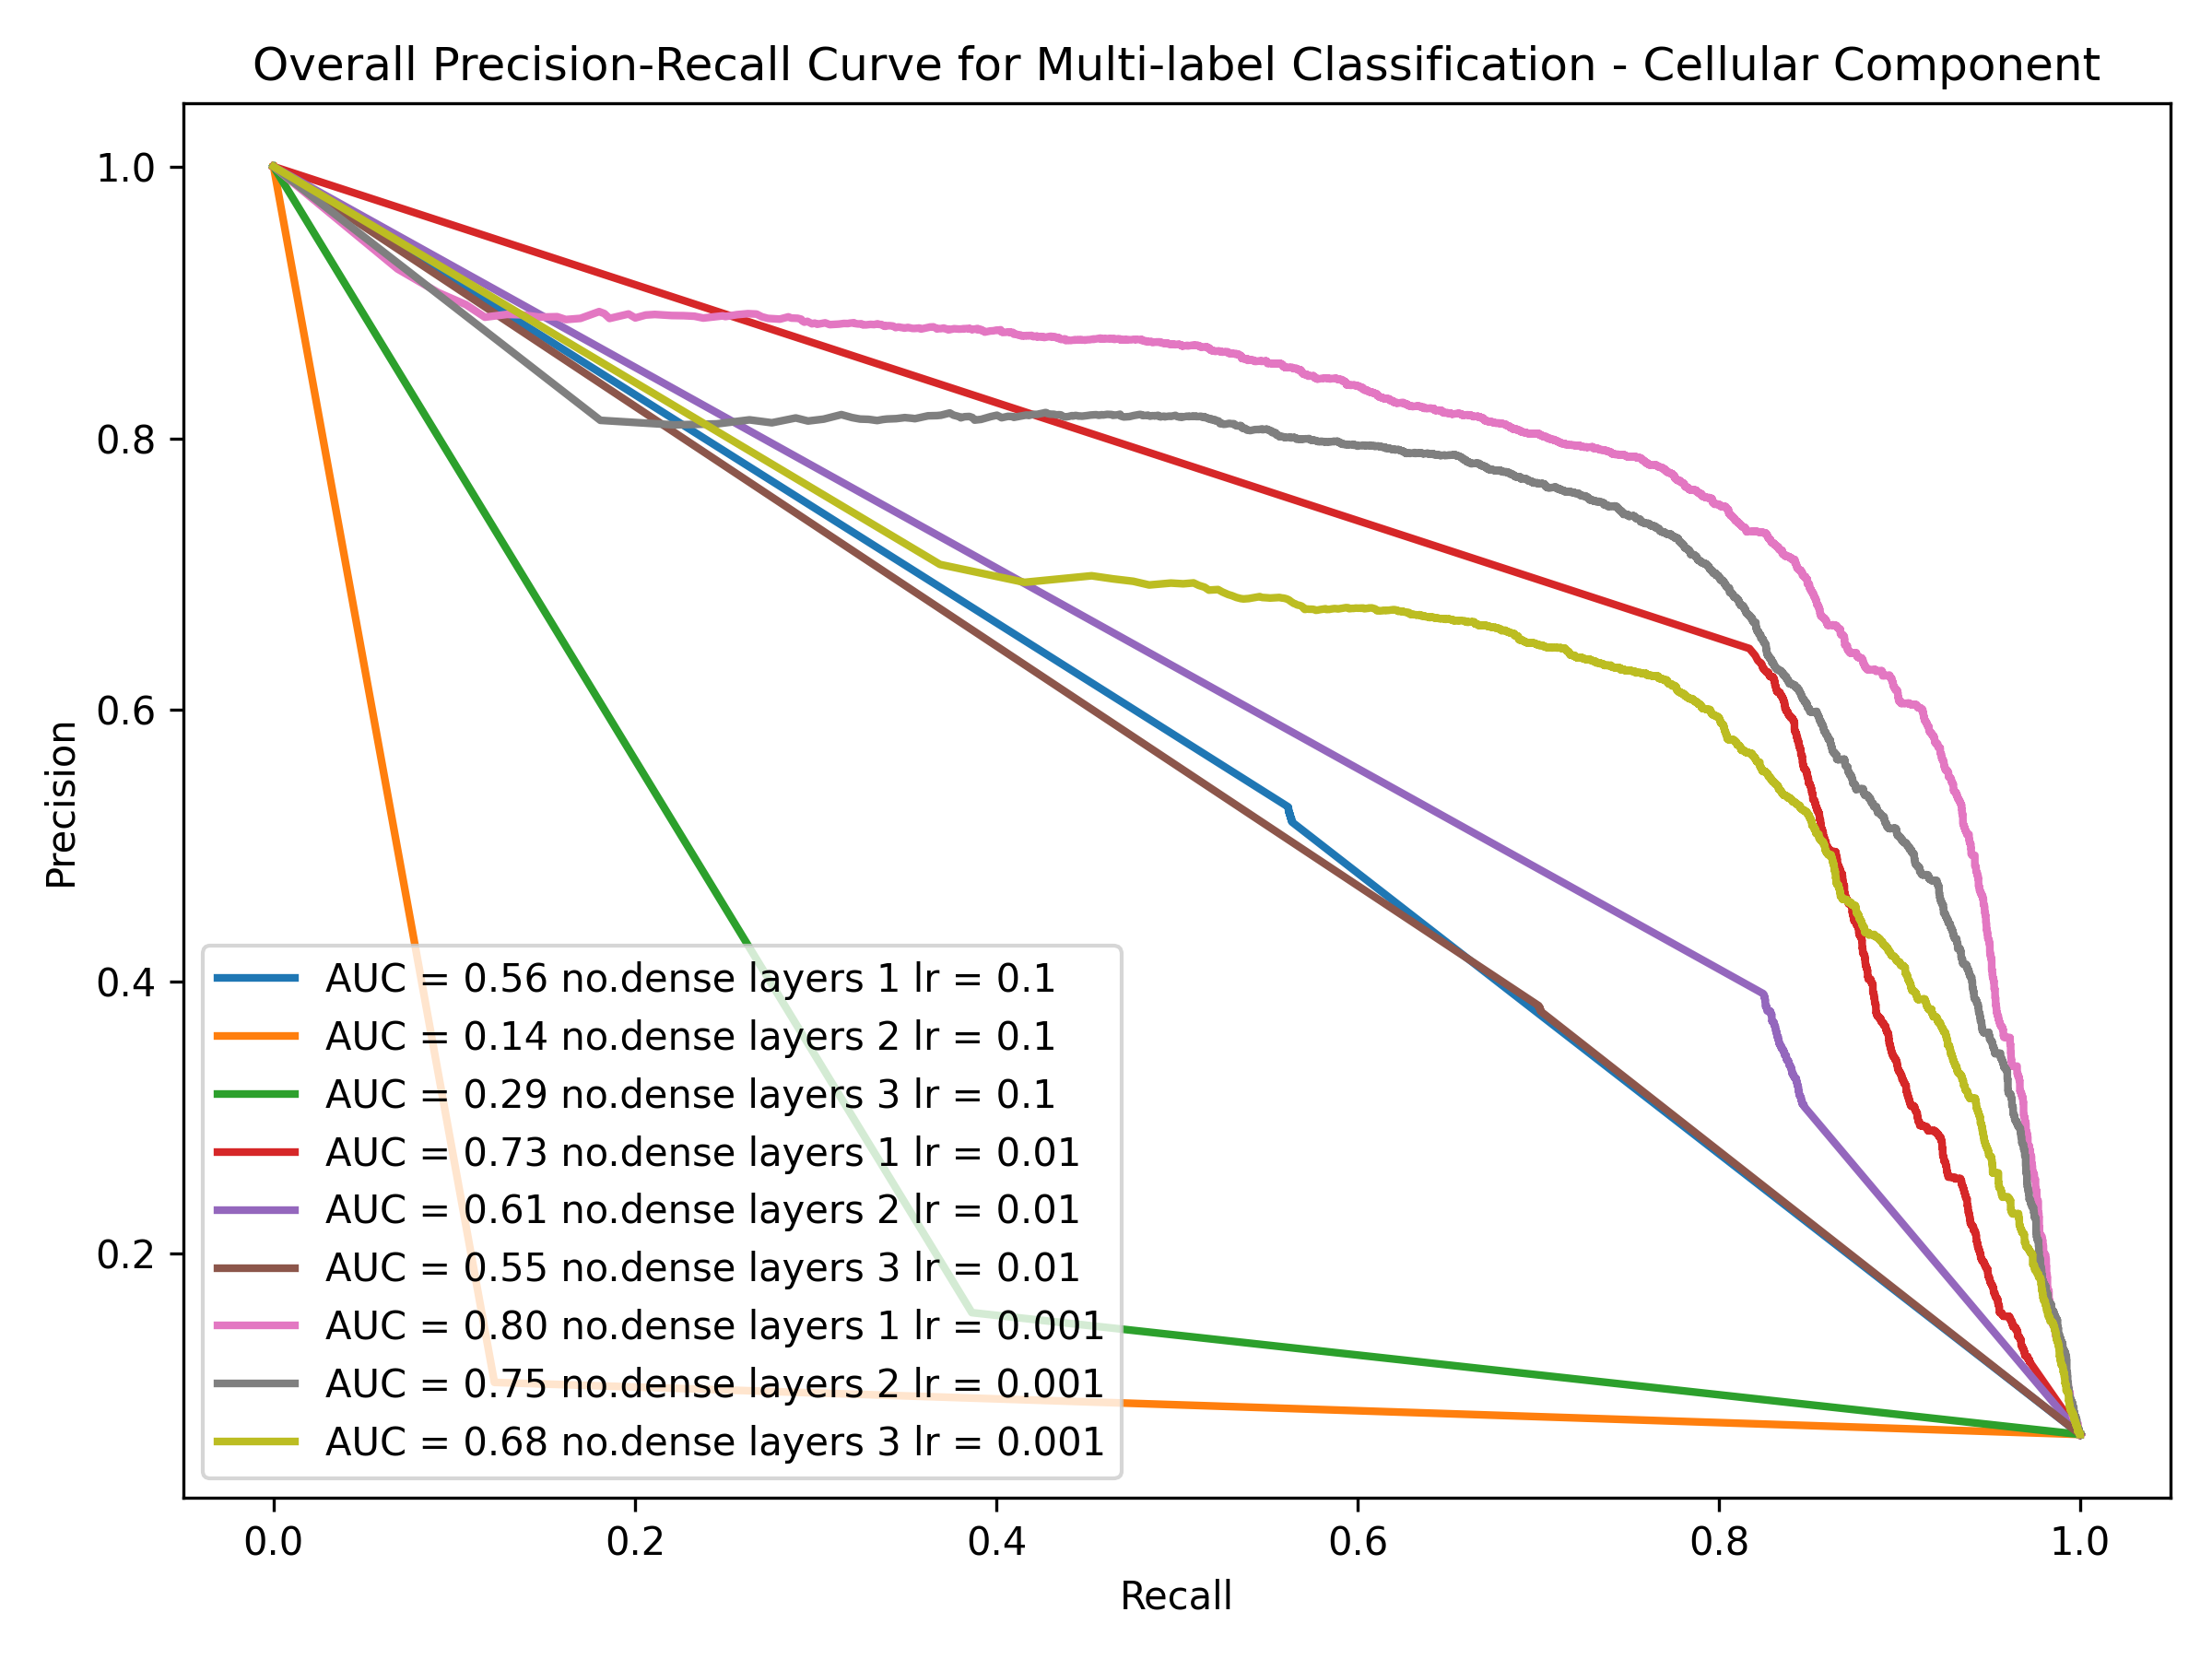 Overall Precision-Recall Curve for Multi-label Classification - Cellular Component
1.0
0.8
0.6
0.4
0.2
Precision
AUC = 0.56 no.dense layers 1 lr = 0.1
AUC = 0.14 no.dense layers 2 lr = 0.1
AUC = 0.29 no.dense layers 3 lr = 0.1
AUC = 0.73 no.dense layers 1 lr = 0.01
AUC = 0.61 no.dense layers 2 lr = 0.01
AUC = 0.55 no.dense layers 3 lr = 0.01
AUC = 0.80 no.dense layers 1 lr = 0.001
AUC = 0.75 no.dense layers 2 lr = 0.001
AUC = 0.68 no.dense layers 3 lr = 0.001
0.0 0.2 0.4 0.6 0.8 1.0
Recall